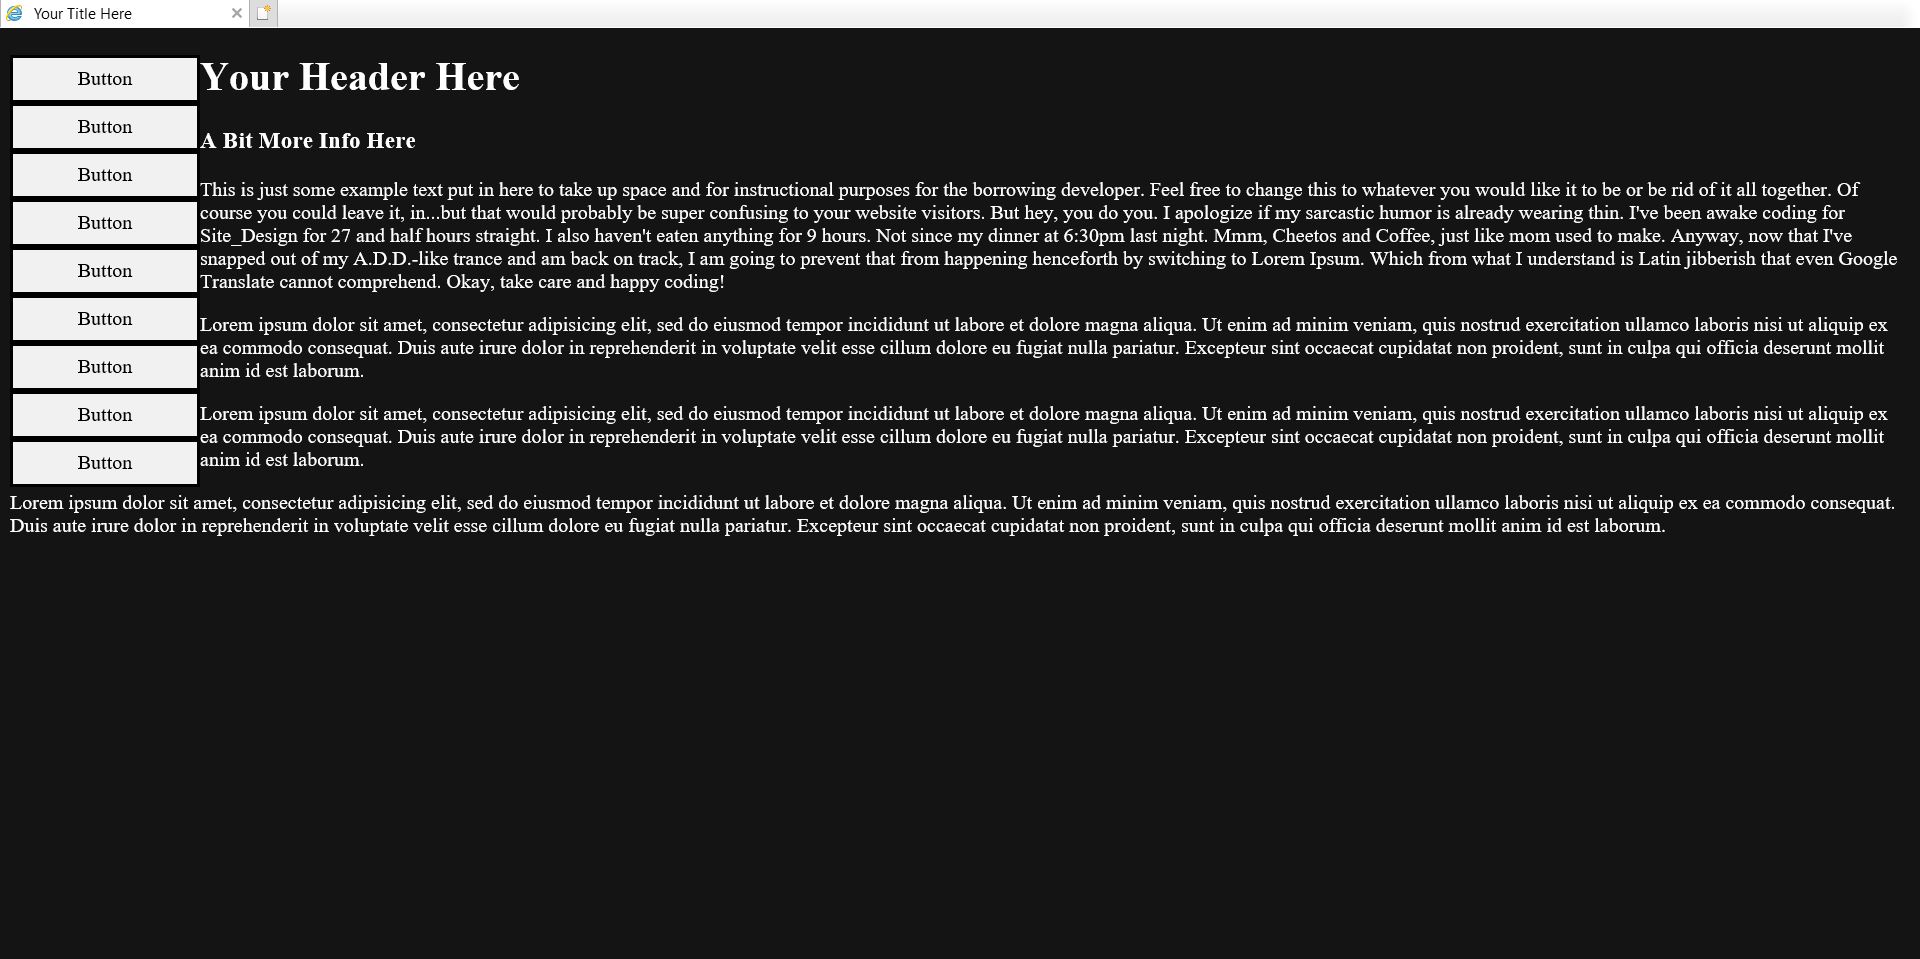 Your Title Here
Button
Button
Button
Button
Button
Button
Button
Button
Button
Your Header Here
A Bit More Info Here
This is just some example text put in here to take up space and for instructional purposes for the borrowing developer. Feel free to change this to whatever you would like it to be or be rid of it all together. Of
course you could leave it, in...but that would probably be super confusing to your website visitors. But hey, you do you. I apologize if my sarcastic humor is already wearing thin. I've been awake coding for
Site_Design for 27 and half hours straight. I also haven't eaten anything for 9 hours. Not since my dinner at 6:30pm last night. Mmm, Cheetos and Coffee, just like mom used to make. Anyway, now that I've
snapped out of my A.D.D.-like trance and am back on track, I am going to prevent that from happening henceforth by switching to Lorem Ipsum. Which from what I understand is Latin jibberish that even Google
Translate cannot comprehend. Okay, take care and happy coding!
Lorem ipsum dolor sit amet, consectetur adipisicing elit, sed do eiusmod tempor incididunt ut labore et dolore magna aliqua. Ut enim ad minim veniam, quis nostrud exercitation ullamco laboris nisi ut aliquip ex
ea commodo consequat. Duis aute irure dolor in reprehenderit in voluptate velit esse cillum dolore eu fugiat nulla pariatur. Excepteur sint occaecat cupidatat non proident, sunt in culpa qui officia deserunt mollit
anim id est laborum.
Lorem ipsum dolor sit amet, consectetur adipisicing elit, sed do eiusmod tempor incididunt ut labore et dolore magna aliqua. Ut enim ad minim veniam, quis nostrud exercitation ullamco laboris nisi ut aliquip ex
ea commodo consequat. Duis aute irure dolor in reprehenderit in voluptate velit esse cillum dolore eu fugiat nulla pariatur. Excepteur sint occaecat cupidatat non proident, sunt in culpa qui officia deserunt mollit
anim id est laborum.
Lorem ipsum dolor sit amet, consectetur adipisicing elit, sed do eiusmod tempor incididunt ut labore et dolore magna aliqua. Ut enim ad minim veniam, quis nostrud exercitation ullamco laboris nisi ut aliquip ex ea commodo consequat.
Duis aute irure dolor in reprehenderit in voluptate velit esse cillum dolore eu fugiat nulla pariatur. Excepteur sint occaecat cupidatat non proident, sunt in culpa qui officia deserunt mollit anim id est laborum.